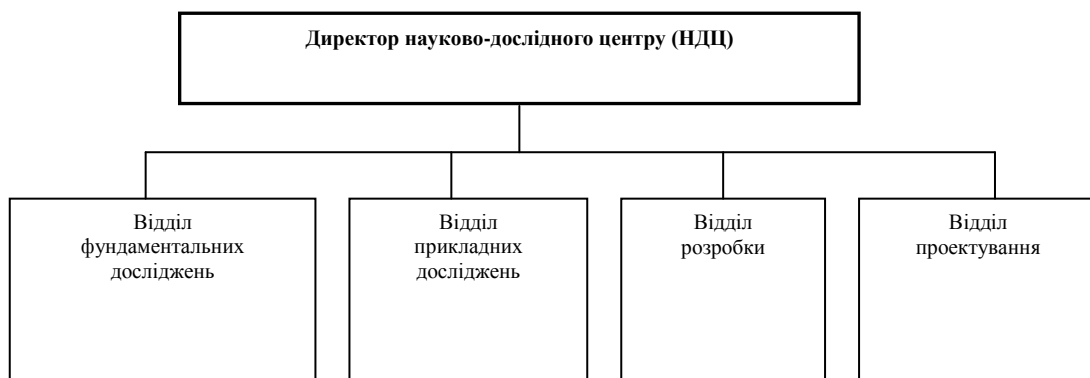 Директор науково-дослідного центру (НДЦ)
Відділ
фундаментальних
досліджень
Відділ
прикладних
досліджень
Відділ
розробки
Відділ
проектування